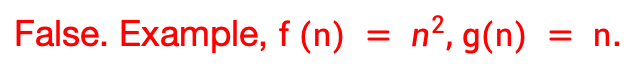 False. Example, f (n) = n², g(n) = n.